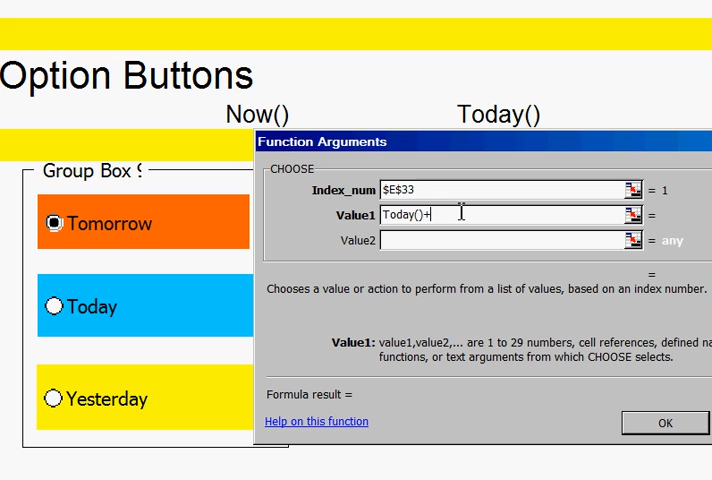 Option Buttons
Now() Today()
Function Arguments
Group Box 9
CHOOSE
Index_num $E$33 = 1
Tomorrow
Value1 Today()+ =
Value2 = any
=
Chooses a value or action to perform from a list of values, based on an index number.
Today
Value1: value1,value2,... are 1 to 29 numbers, cell references, defined
functions, or text arguments from which CHOOSE selects.
Yesterday
Formula result =
Help on this function
OK